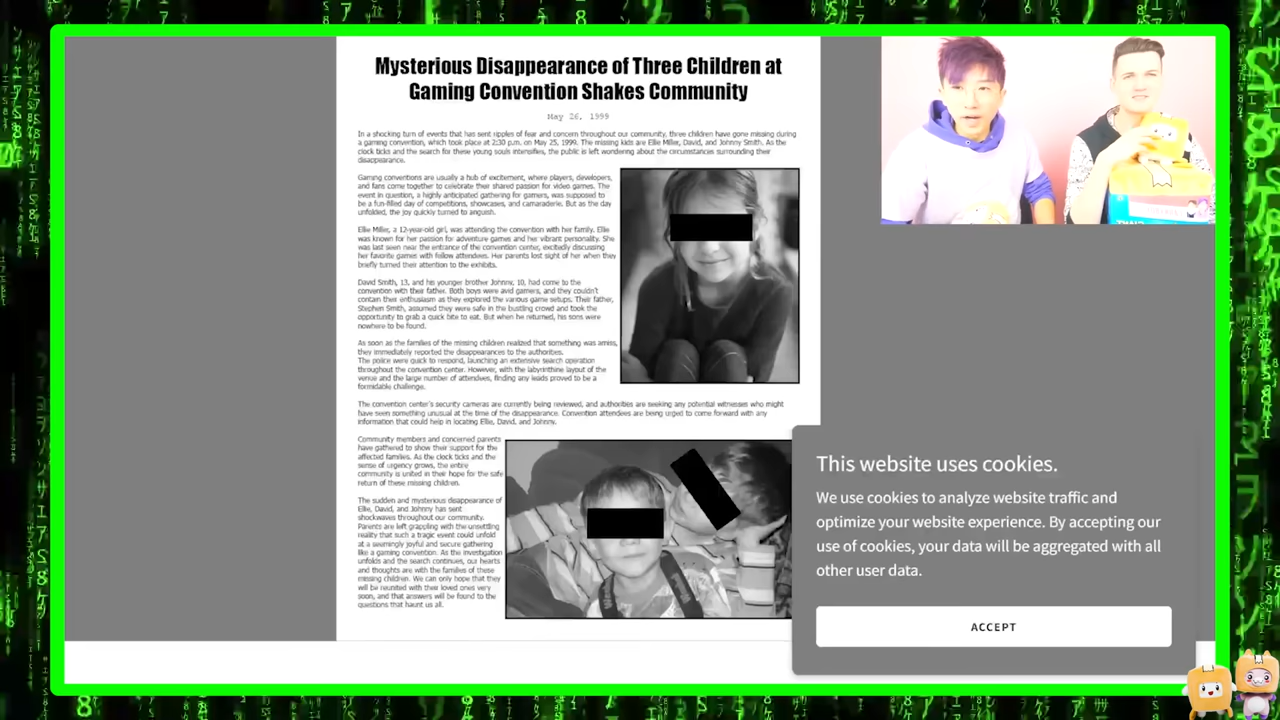 Mysterious Disappearance of Three Children at
Gaming Convention Shakes Community
May 26, 1999
In a shocking turn of events that has sent ripples of fear and concern throughout our community, three children have gone missing during
a gaming convention, which took place at 2:30 p.m. on May 25, 1999. The missing kids are Ellie Miller, David, and Johnny Smith. As the
clock ticks and the search for these young souls intensifies, the public is left wondering about the circumstances surrounding their
disappearance.
Gaming conventions are usually a hub of excitement, where players, developers,
and fans come together to celebrate their shared passion for video games. The
event in question, a highly anticipated gathering for gamers, was supposed to
be a fun-filled day of competitions, showcases, and camaraderie. But as the day
unfolded, the joy quickly turned to anguish.
Ellie Miller, a 12-year-old girl, was attending the convention with her family. Ellie
was known for her passion for adventure games and her vibrant personality. She
was last seen near the entrance of the convention center, excitedly discussing
her favorite games with fellow attendees. Her parents lost sight of her when they
briefly turned their attention to the exhibits.
David Smith, 13, and his younger brother Johnny, 10, had come to the
convention with their father. Both boys were avid gamers, and they couldn't
contain their enthusiasm as they explored the various game setups. Their father,
Stephen Smith, assumed they were safe in the bustling crowd and took the
opportunity to grab a quick bite to eat. But when he returned, his sons were
nowhere to be found.
As soon as the families of the missing children realized that something was amiss,
they immediately reported the disappearances to the authorities.
The police were quick to respond, launching an extensive search operation
throughout the convention center. However, with the labyrinthine layout of the
venue and the large number of attendees, finding any leads proved to be a
formidable challenge.
The convention center's security cameras are currently being reviewed, and authorities are seeking any potential witnesses who might
have seen something unusual at the time of the disappearance. Convention attendees are being urged to come forward with any
information that could help in locating Ellie, David, and Johnny.
Community members and concerned parents
have gathered to show their support for the
affected families. As the clock ticks and the
sense of urgency grows, the entire
community is united in their hope for the safe
return of these missing children.
The sudden and mysterious disappearance of
Ellie, David, and Johnny has sent
shockwaves throughout our community.
Parents are left grappling with the unsettling
reality that such a tragic event could unfold
at a seemingly joyful and secure gathering
like a gaming convention. As the investigation
unfolds and the search continues, our hearts
and thoughts are with the families of these
missing children. We can only hope that they
will be reunited with their loved ones very
soon, and that answers will be found to the
questions that haunt us all.
This website uses cookies.
We use cookies to analyze website traffic and
optimize your website experience. By accepting our
use of cookies, your data will be aggregated with all
other user data.
ACCEPT